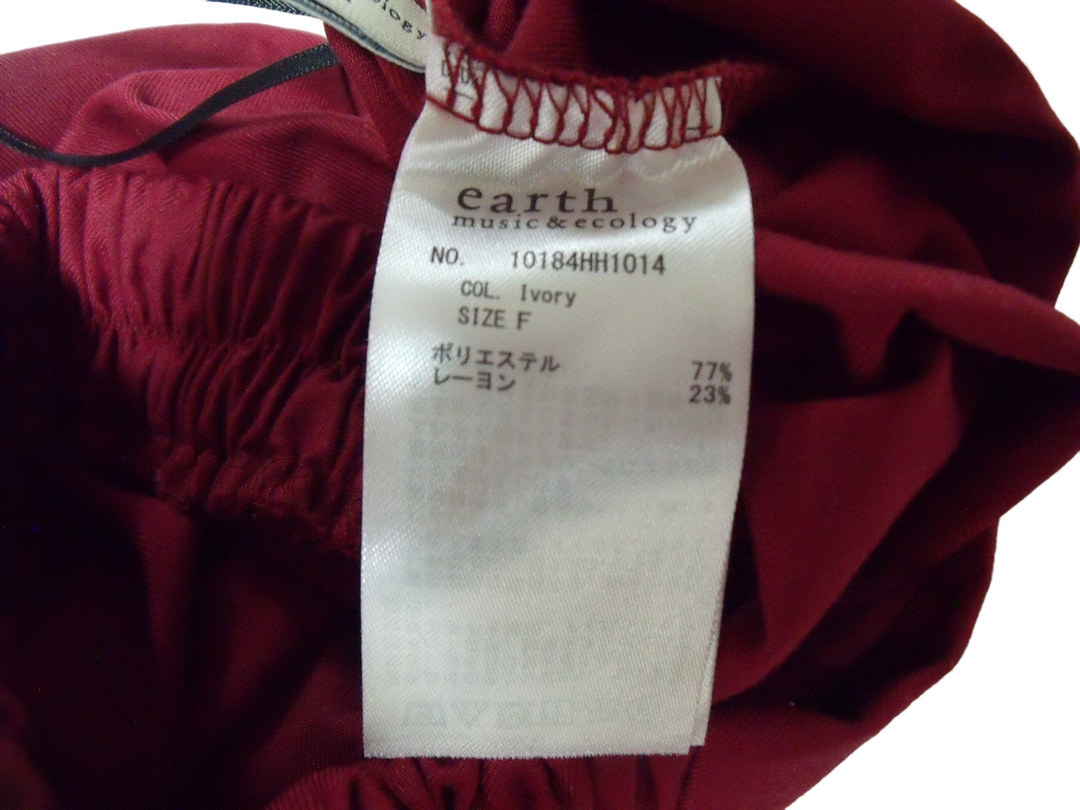 ology
earth
music&ecology
NO. 10184HH1014
COL. Ivory
SIZE F
ポリエステル 77%
レーヨン 23%